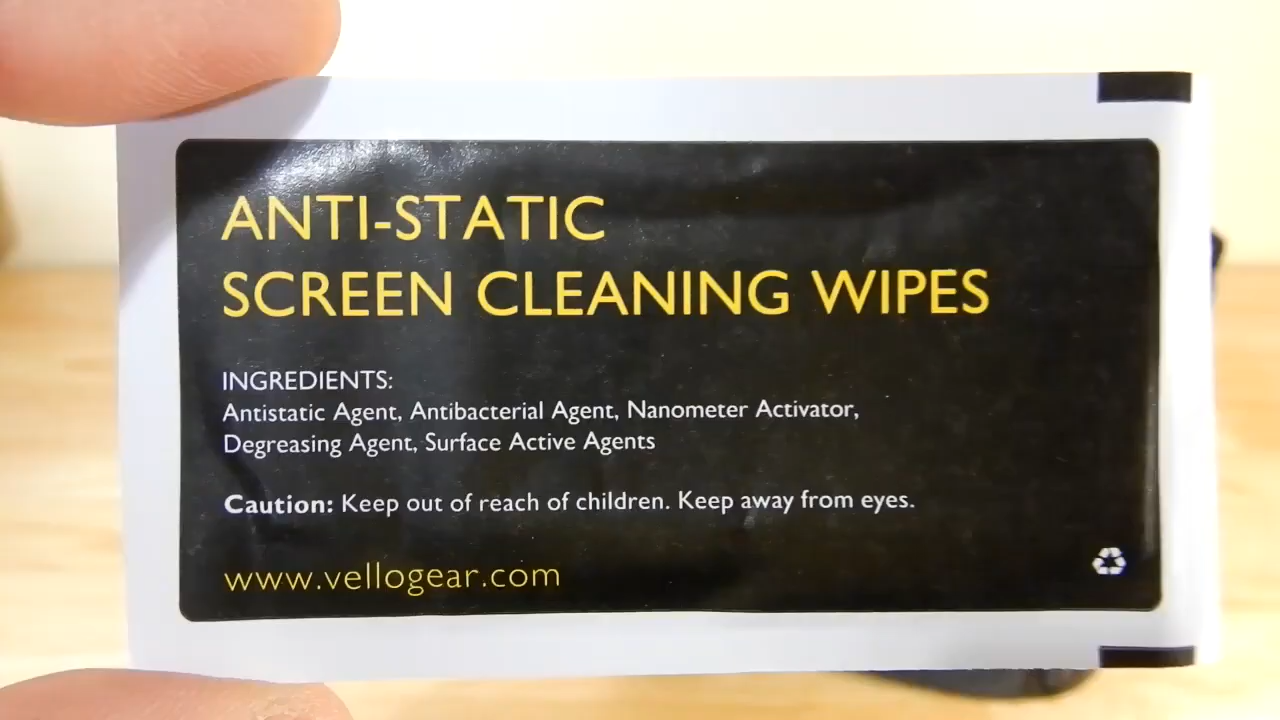 ANTI-STATIC
SCREEN CLEANING WIPES
INGREDIENTS:
Antistatic Agent, Antibacterial Agent, Nanometer Activator,
Degreasing Agent, Surface Active Agents
Caution: Keep out of reach of children. Keep away from eyes.
www.vellogear.com